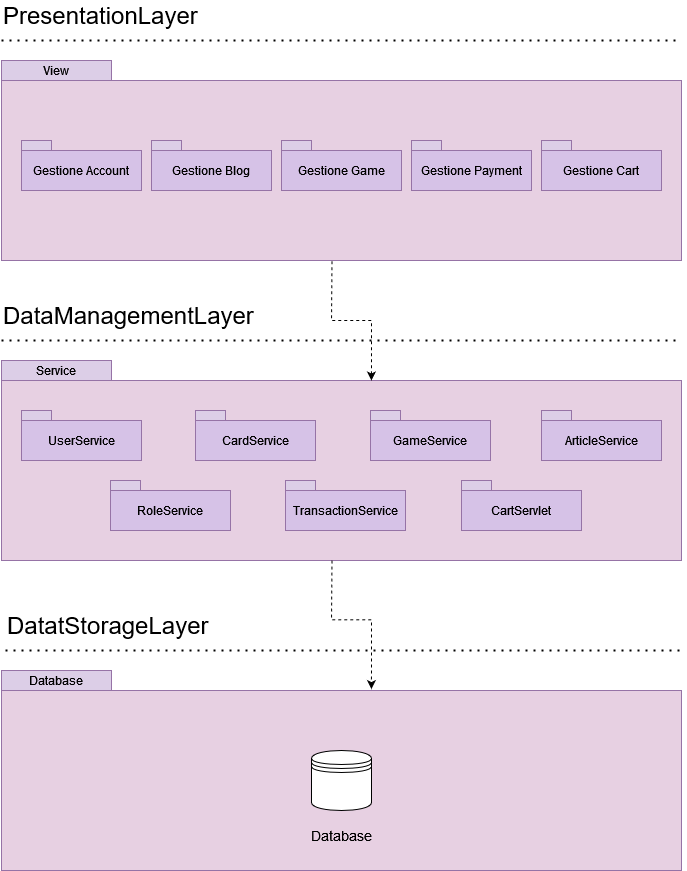 PresentationLayer
View
Gestione Account
Gestione Blog
Gestione Game
Gestione Payment
Gestione Cart
DataManagementLayer
Service
UserService
CardService
GameService
ArticleService
RoleService
TransactionService
CartServlet
DatatStorageLayer
Database
Database